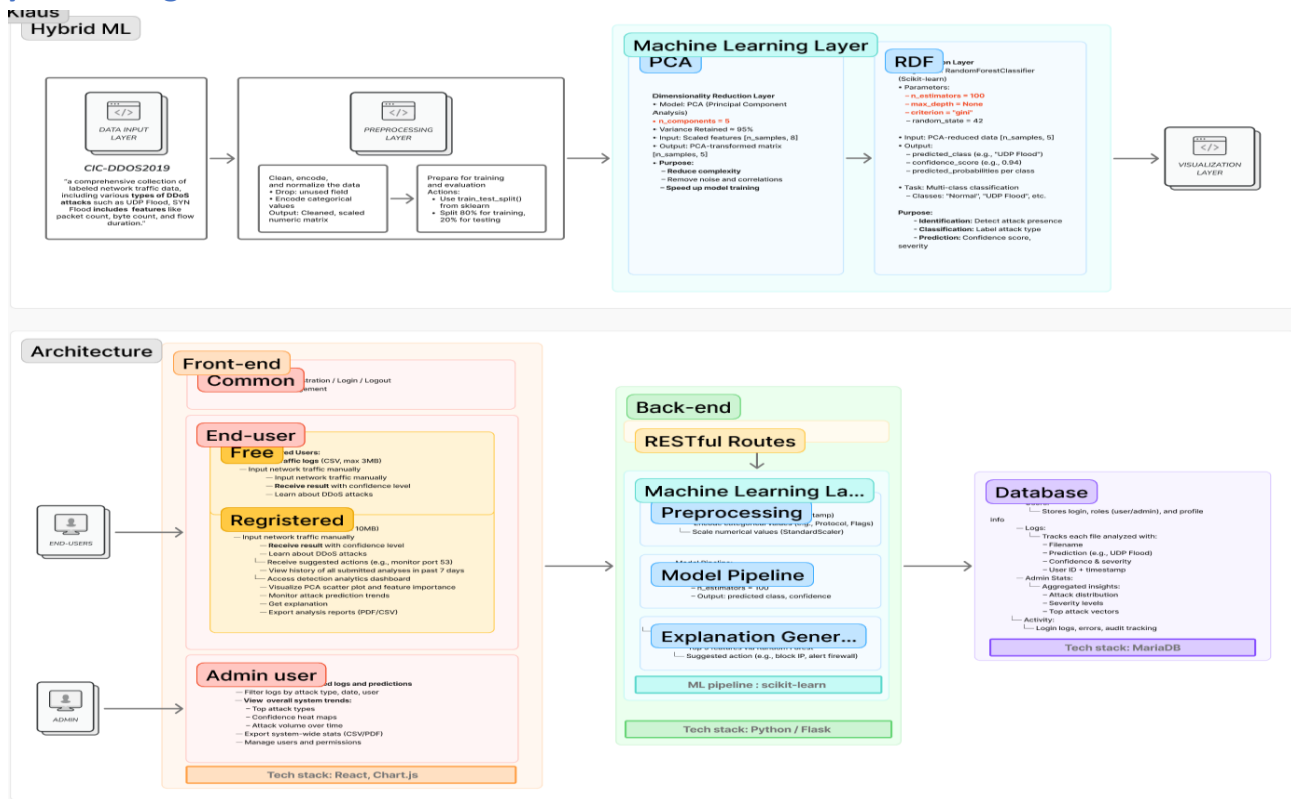 Klaus
Hybrid ML
DATA INPUT
LAYER
CIC-DDOS2019
"a comprehensive collection of
labeled network traffic data,
including various types of DDoS
attacks such as UDP Flood, SYN
Flood includes features like
packet count, byte count, and flow
duration."
PREPROCESSING
LAYER
Clean, encode,
and normalize the data
• Drop: unused field
• Encode categorical
values
Output: Cleaned, scaled
numeric matrix
Prepare for training
and evaluation
Actions:
• Use train_test_split()
from sklearn
• Split 80% for training,
20% for testing
Machine Learning Layer
PCA
Dimensionality Reduction Layer
• Model: PCA (Principal Component
Analysis)
• n_components = 5
• Variance Retained = 95%
• Input: Scaled features [n_samples, 8]
• Output: PCA-transformed matrix
[n_samples, 5]
• Purpose:
– Reduce complexity
– Remove noise and correlations
– Speed up model training
RDF
on Layer
RandomForestClassifier
(Scikit-learn)
• Parameters:
– n_estimators = 100
– max_depth = None
– criterion = "gini"
– random_state = 42
• Input: PCA-reduced data [n_samples, 5]
• Output:
– predicted_class (e.g., "UDP Flood")
– confidence_score (e.g., 0.94)
– predicted_probabilities per class
• Task: Multi-class classification
– Classes: "Normal", "UDP Flood", etc.
Purpose:
– Identification: Detect attack presence
– Classification: Label attack type
– Prediction: Confidence score,
severity
VISUALIZATION
LAYER
Architecture
END-USERS
ADMIN
Front-end
Common
tration / Login / Logout
ement
End-user
Free
ed Users:
affic logs (CSV, max 3MB)
— Input network traffic manually
— Input network traffic manually
— Receive result with confidence level
— Learn about DDoS attacks
Regristered
10MB)
— Input network traffic manually
— Receive result with confidence level
— Learn about DDoS attacks
└─ Receive suggested actions (e.g., monitor port 53)
— View history of all submitted analyses in past 7 days
└─ Access detection analytics dashboard
— Visualize PCA scatter plot and feature importance
— Monitor attack prediction trends
— Get explanation
— Export analysis reports (PDF/CSV)
Admin user
ed logs and predictions
— Filter logs by attack type, date, user
— View overall system trends:
— Top attack types
— Confidence heat maps
— Attack volume over time
— Export system-wide stats (CSV/PDF)
— Manage users and permissions
Tech stack: React, Chart.js
Back-end
RESTful Routes
Machine Learning La...
Preprocessing
tamp)
(e.g., Protocol, Flags)
└─ Scale numerical values (StandardScaler)
Model Pipeline
– n_estimators = 100
– Output: predicted class, confidence
Explanation Gener...
└─ Suggested action (e.g., block IP, alert firewall)
ML pipeline : scikit-learn
Tech stack: Python / Flask
Database
└─ Stores login, roles (user/admin), and profile
info
— Logs:
└─ Tracks each file analyzed with:
— Filename
— Prediction (e.g., UDP Flood)
— Confidence & severity
— User ID + timestamp
— Admin Stats:
└─ Aggregated insights:
— Attack distribution
— Severity levels
— Top attack vectors
└─ Activity:
└─ Login logs, errors, audit tracking
Tech stack: MariaDB